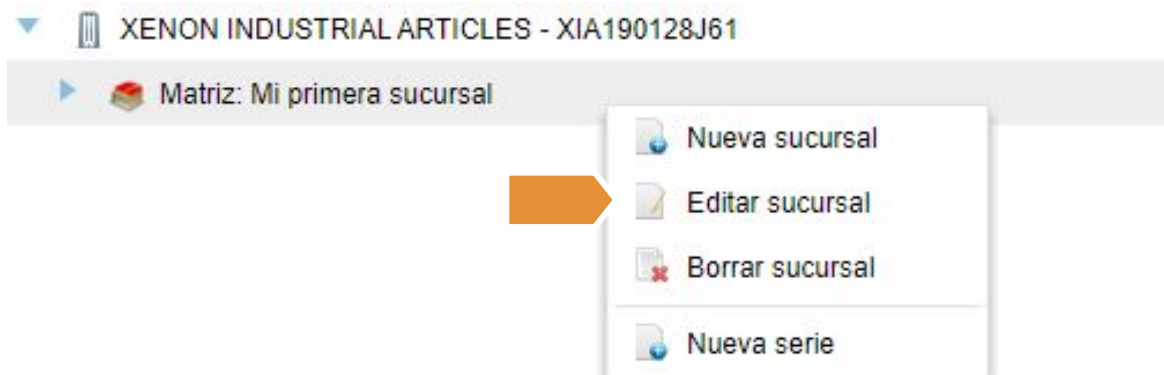 XENON INDUSTRIAL ARTICLES - XIA190128J61
Matriz: Mi primera sucursal
Nueva sucursal
Editar sucursal
Borrar sucursal
Nueva serie